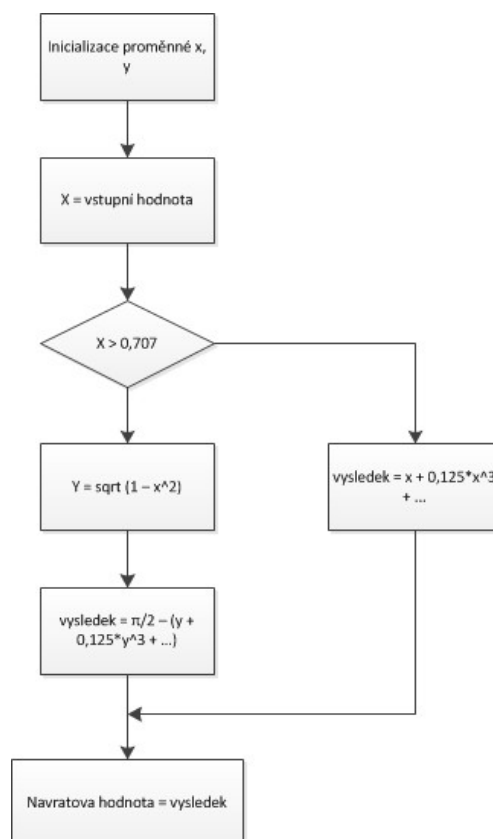 Inicializace proměnné x,
y
X = vstupní hodnota
X > 0,707
Y = sqrt (1 – x^2)
vysledek = x + 0,125*x^3
+ ...
vysledek = π/2 – (y +
0,125*y^3 + ...)
Navratova hodnota = vysledek